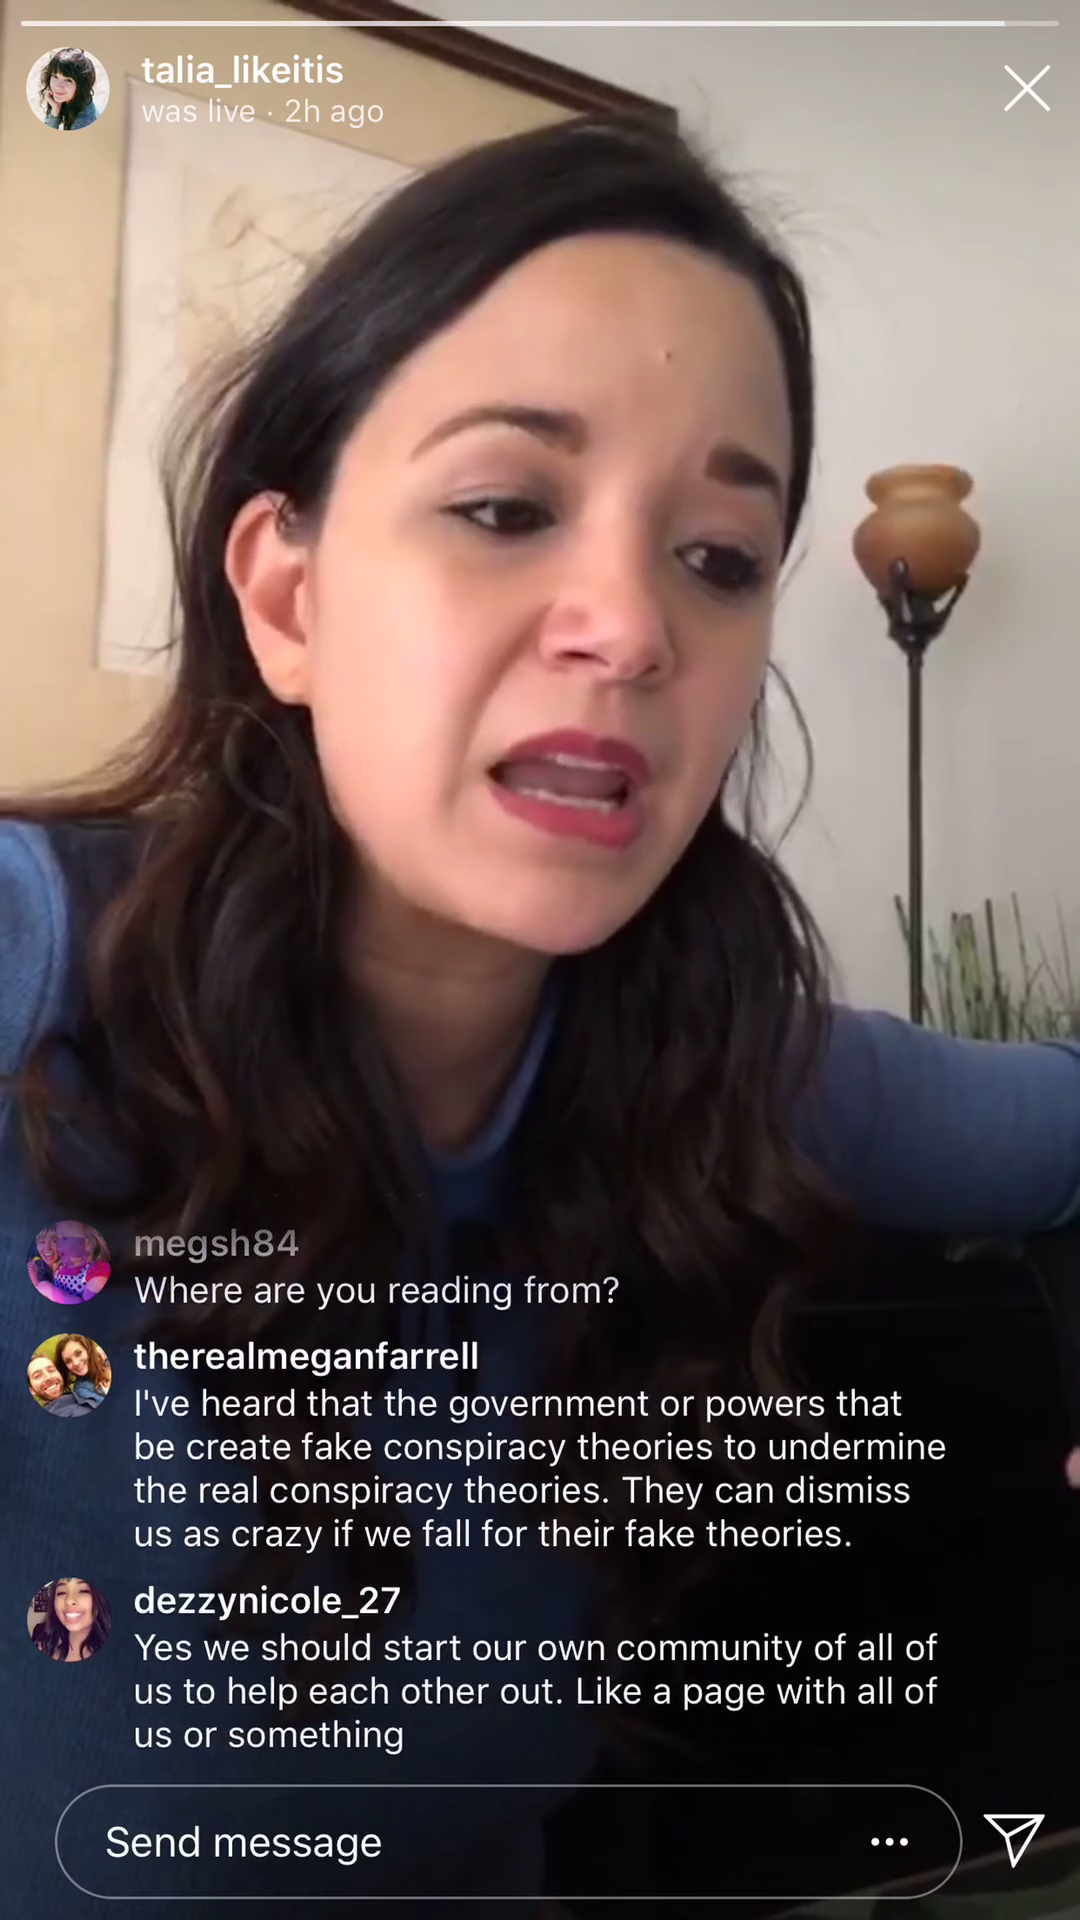 talia_likeitis
was live · 2h ago
megsh84
Where are you reading from?
therealmeganfarrell
I've heard that the government or powers that
be create fake conspiracy theories to undermine
the real conspiracy theories. They can dismiss
us as crazy if we fall for their fake theories.
dezzynicole_27
Yes we should start our own community of all of
us to help each other out. Like a page with all of
us or something
Send message